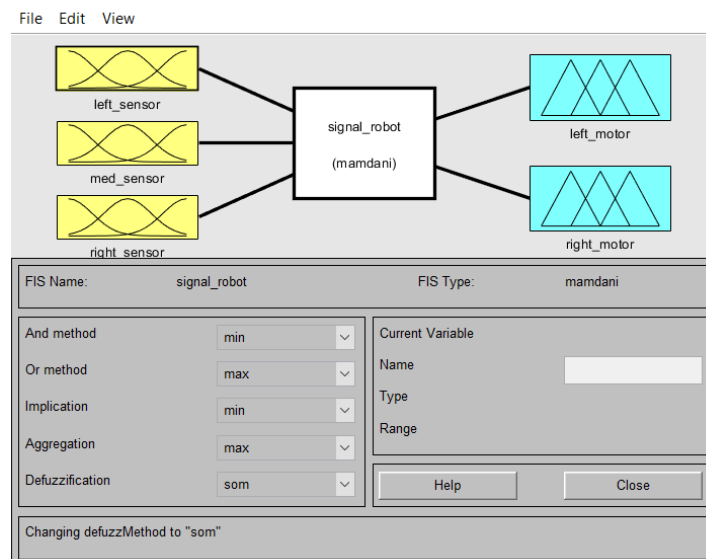 File Edit View
left_sensor
med_sensor
right_sensor
signal_robot
(mamdani)
left_motor
right_motor
FIS Name: signal_robot FIS Type: mamdani
And method min
Or method max
Implication min
Aggregation max
Defuzzification som
Current Variable
Name
Type
Range
Help Close
Changing defuzzMethod to "som"